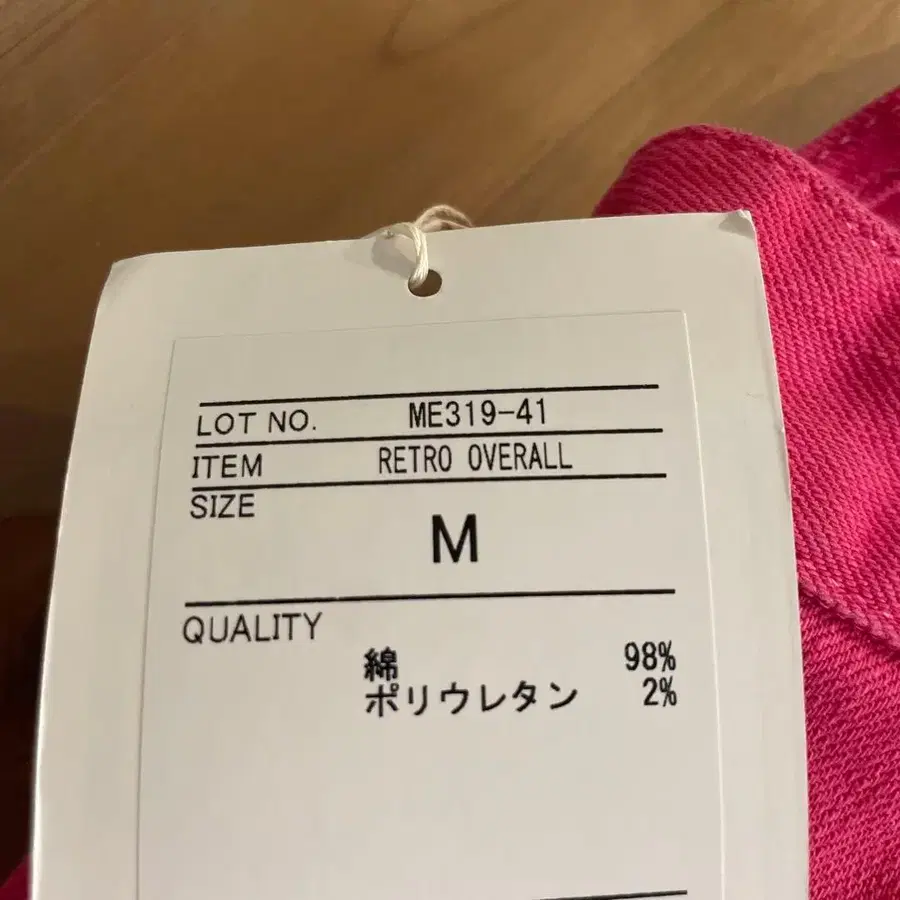 LOT NO. ME319-41
ITEM RETRO OVERALL
SIZE
M
QUALITY
綿 98%
ポリウレタン 2%